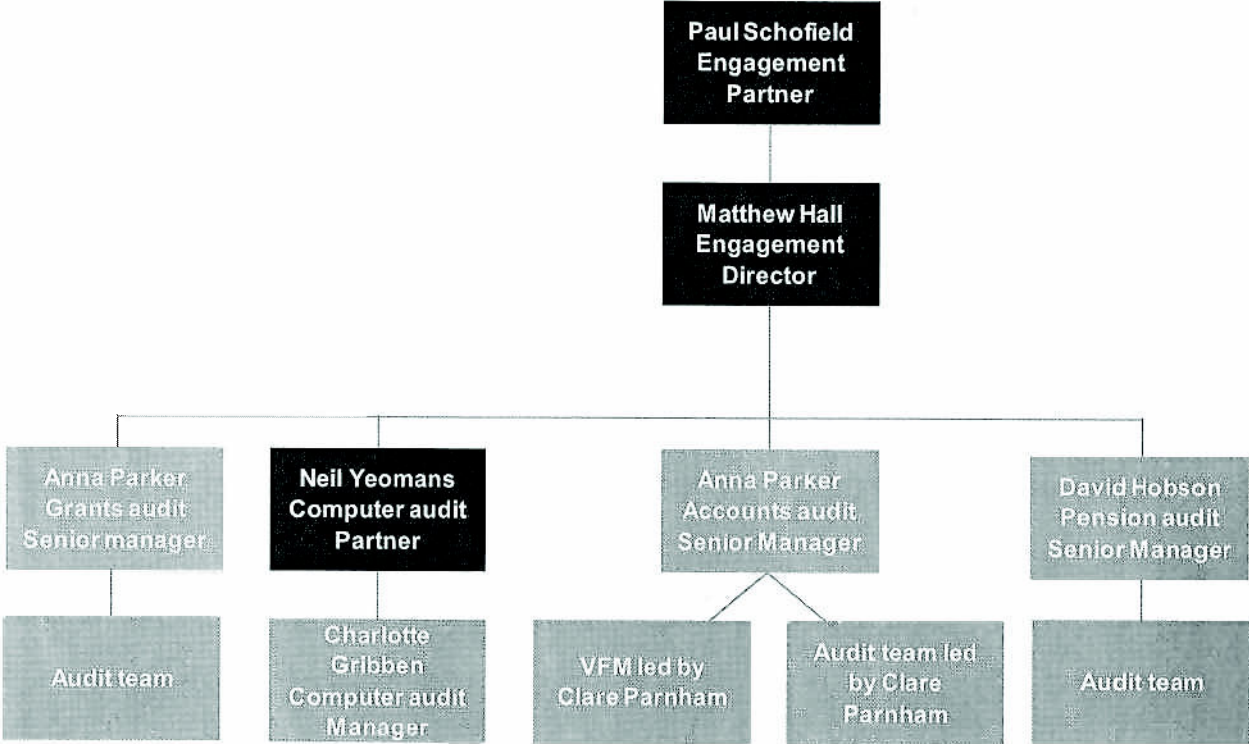 Paul Schofield
Engagement
Partner
Matthew Hall
Engagement
Director
Anna Parker
Grants audit
Senior manager
Neil Yeomans
Computer audit
Partner
Anna Parker
Accounts audit
Senior Manager
David Hobson
Pension audit
Senior Manager
Audit team
Charlotte
Gribben
Computer audit
Manager
VFM led by
Clare Parnham
Audit team led
by Clare
Parnham
Audit team